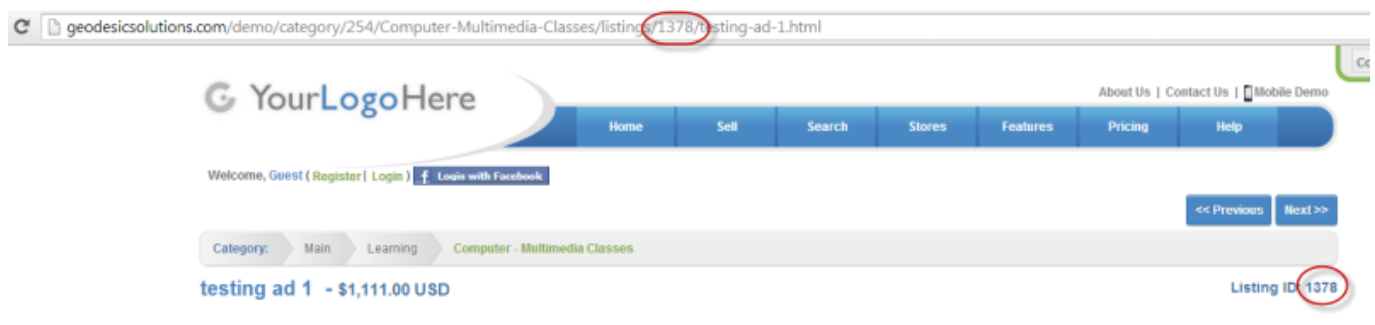 geodesicsolutions.com/demo/category/254/Computer-Multimedia-Classes/listings/1378/testing-ad-1.html
Co
YourLogoHere
About Us | Contact Us | Mobile Demo
Home Sell Search Stores Features Pricing Help
Welcome, Guest ( Register | Login ) f Login with Facebook
<< Previous Next >>
Category: Main Learning Computer - Multimedia Classes
testing ad 1 - $1,111.00 USD
Listing ID: 1378